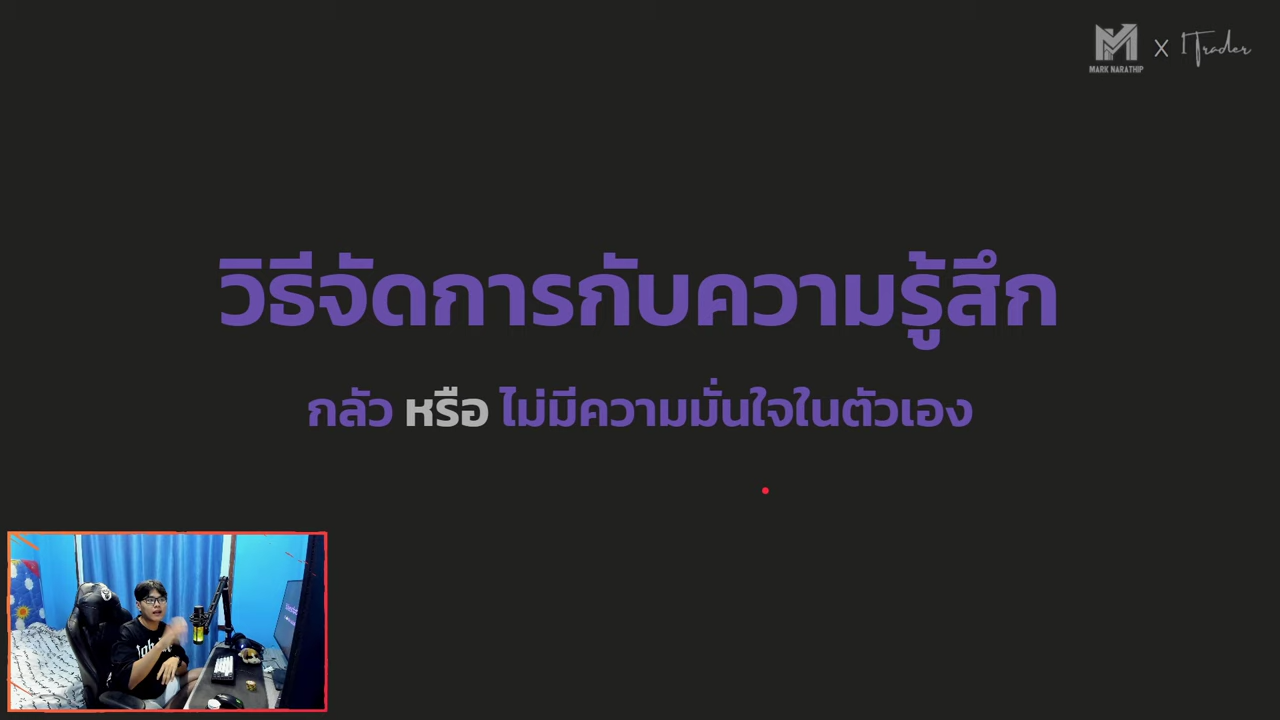 MARK NARATHIP
X ITrader
วิธีจัดการกับความรู้สึก
กลัว หรือ ไม่มีความมั่นใจในตัวเอง